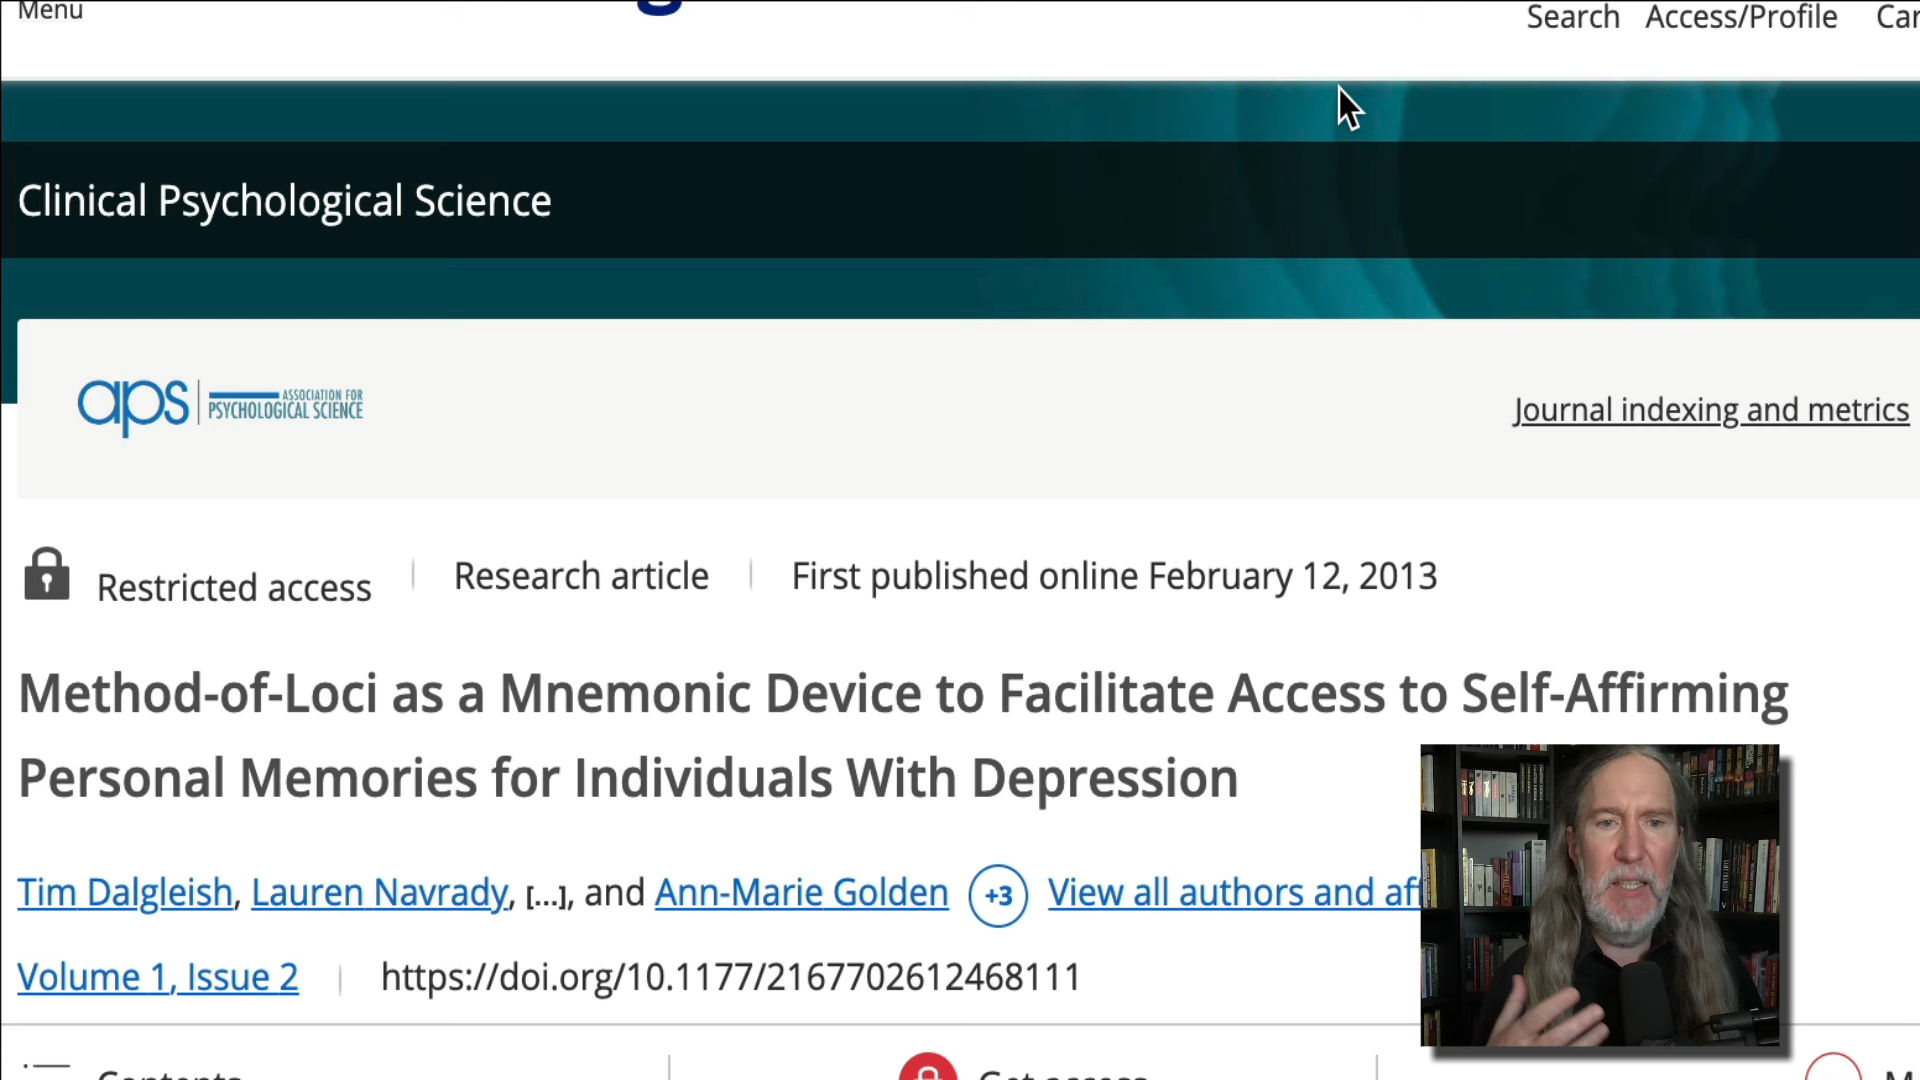 Menu
Search Access/Profile
Clinical Psychological Science
aps ASSOCIATION FOR
PSYCHOLOGICAL SCIENCE
Journal indexing and metrics
Restricted access Research article First published online February 12, 2013
Method-of-Loci as a Mnemonic Device to Facilitate Access to Self-Affirming
Personal Memories for Individuals With Depression
Tim Dalgleish, Lauren Navrady, [...], and Ann-Marie Golden +3 View all authors and af
Volume 1, Issue 2 https://doi.org/10.1177/2167702612468111
Contents Get access